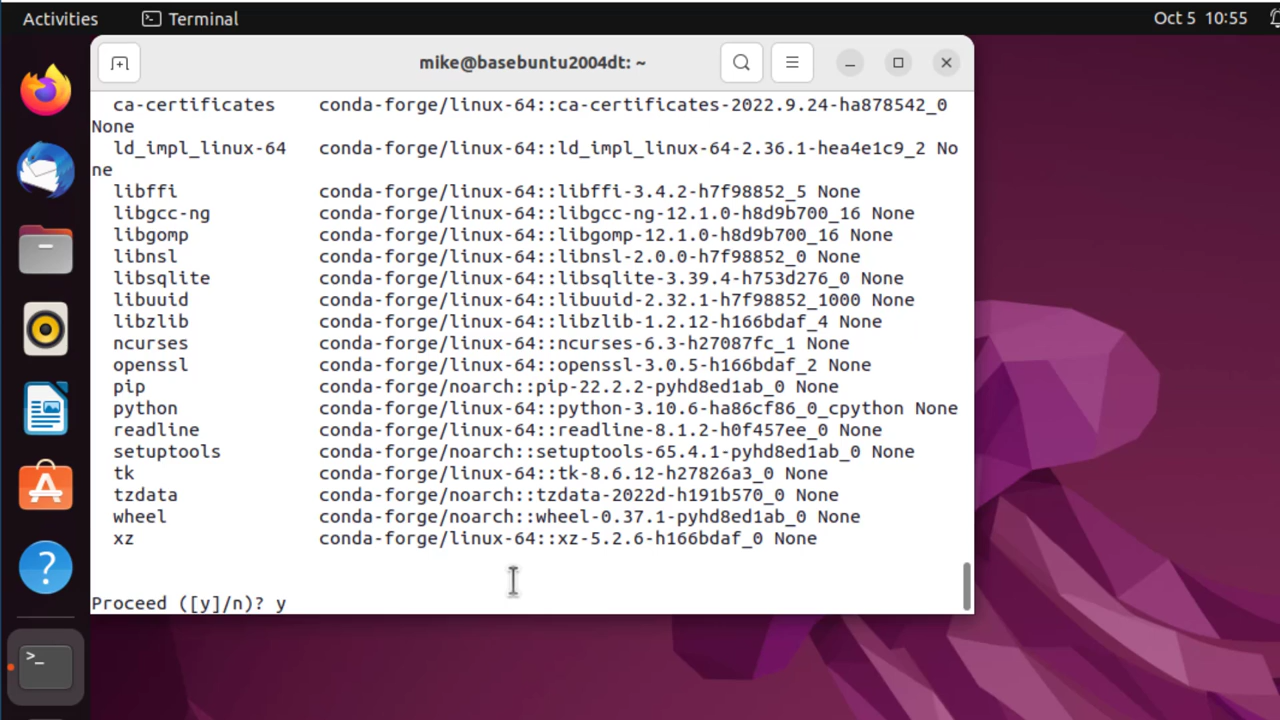 Activities Terminal Oct 5 10:55
mike@basebuntu2004dt: ~
ca-certificates conda-forge/linux-64::ca-certificates-2022.9.24-ha878542_0
None
ld_impl_linux-64 conda-forge/linux-64::ld_impl_linux-64-2.36.1-hea4e1c9_2 No
ne
libffi conda-forge/linux-64::libffi-3.4.2-h7f98852_5 None
libgcc-ng conda-forge/linux-64::libgcc-ng-12.1.0-h8d9b700_16 None
libgomp conda-forge/linux-64::libgomp-12.1.0-h8d9b700_16 None
libnsl conda-forge/linux-64::libnsl-2.0.0-h7f98852_0 None
libsqlite conda-forge/linux-64::libsqlite-3.39.4-h753d276_0 None
libuuid conda-forge/linux-64::libuuid-2.32.1-h7f98852_1000 None
libzlib conda-forge/linux-64::libzlib-1.2.12-h166bdaf_4 None
ncurses conda-forge/linux-64::ncurses-6.3-h27087fc_1 None
openssl conda-forge/linux-64::openssl-3.0.5-h166bdaf_2 None
pip conda-forge/noarch::pip-22.2.2-pyhd8ed1ab_0 None
python conda-forge/linux-64::python-3.10.6-ha86cf86_0_cpython None
readline conda-forge/linux-64::readline-8.1.2-h0f457ee_0 None
setuptools conda-forge/noarch::setuptools-65.4.1-pyhd8ed1ab_0 None
tk conda-forge/linux-64::tk-8.6.12-h27826a3_0 None
tzdata conda-forge/noarch::tzdata-2022d-h191b570_0 None
wheel conda-forge/noarch::wheel-0.37.1-pyhd8ed1ab_0 None
xz conda-forge/linux-64::xz-5.2.6-h166bdaf_0 None
Proceed ([y]/n)? y